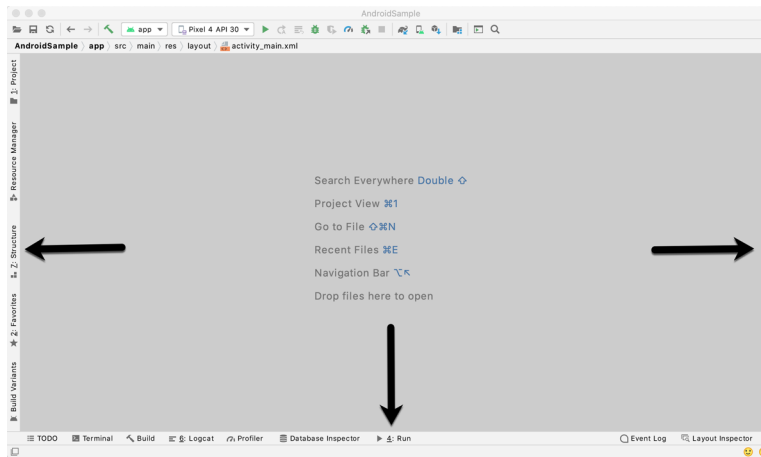 AndroidSample
app
Pixel 4 API 30
AndroidSample app src main res layout activity_main.xml
1: Project
Resource Manager
Z: Structure
2: Favorites
Build Variants
Search Everywhere Double ⇧
Project View ⌘1
Go to File ⇧⌘N
Recent Files ⌘E
Navigation Bar ⌥↖
Drop files here to open
TODO Terminal Build 6: Logcat Profiler Database Inspector 4: Run Event Log Layout Inspector